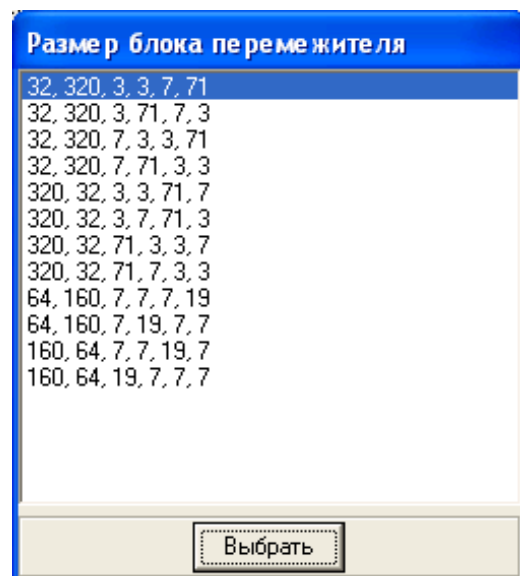 Размер блока перемежителя
32, 320, 3, 3, 7, 71
32, 320, 3, 71, 7, 3
32, 320, 7, 3, 3, 71
32, 320, 7, 71, 3, 3
320, 32, 3, 3, 71, 7
320, 32, 3, 7, 71, 3
320, 32, 71, 3, 3, 7
320, 32, 71, 7, 3, 3
64, 160, 7, 7, 7, 19
64, 160, 7, 19, 7, 7
160, 64, 7, 7, 19, 7
160, 64, 19, 7, 7, 7
Выбрать